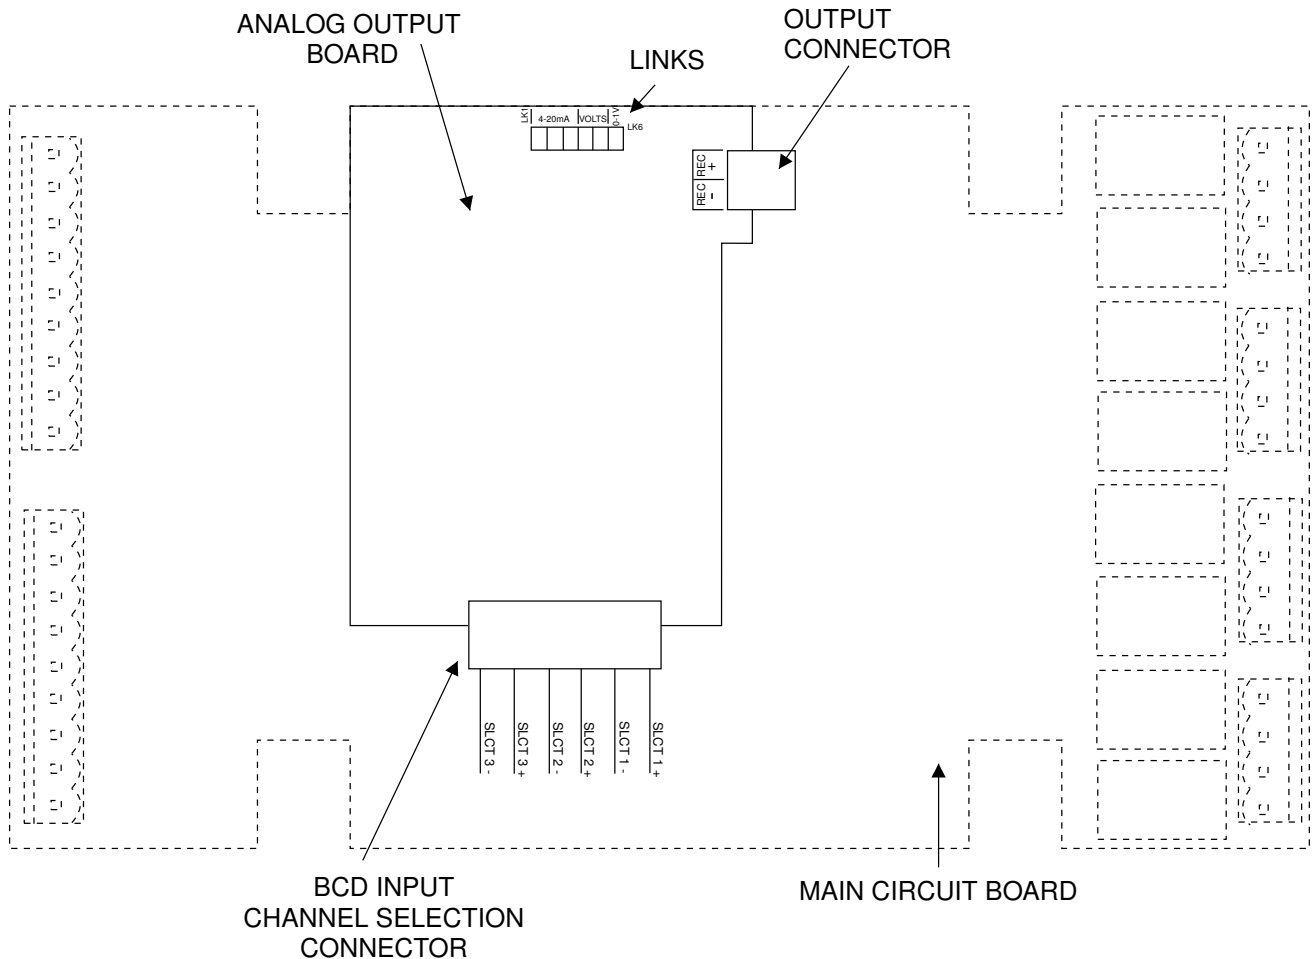 ANALOG OUTPUT
BOARD
LINKS
OUTPUT
CONNECTOR
LK1
4-20mA
VOLTS
0-1V
LK6
REC
+
REC
-
SLCT 3 -
SLCT 3 +
SLCT 2 -
SLCT 2 +
SLCT 1 -
SLCT 1 +
BCD INPUT
CHANNEL SELECTION
CONNECTOR
MAIN CIRCUIT BOARD